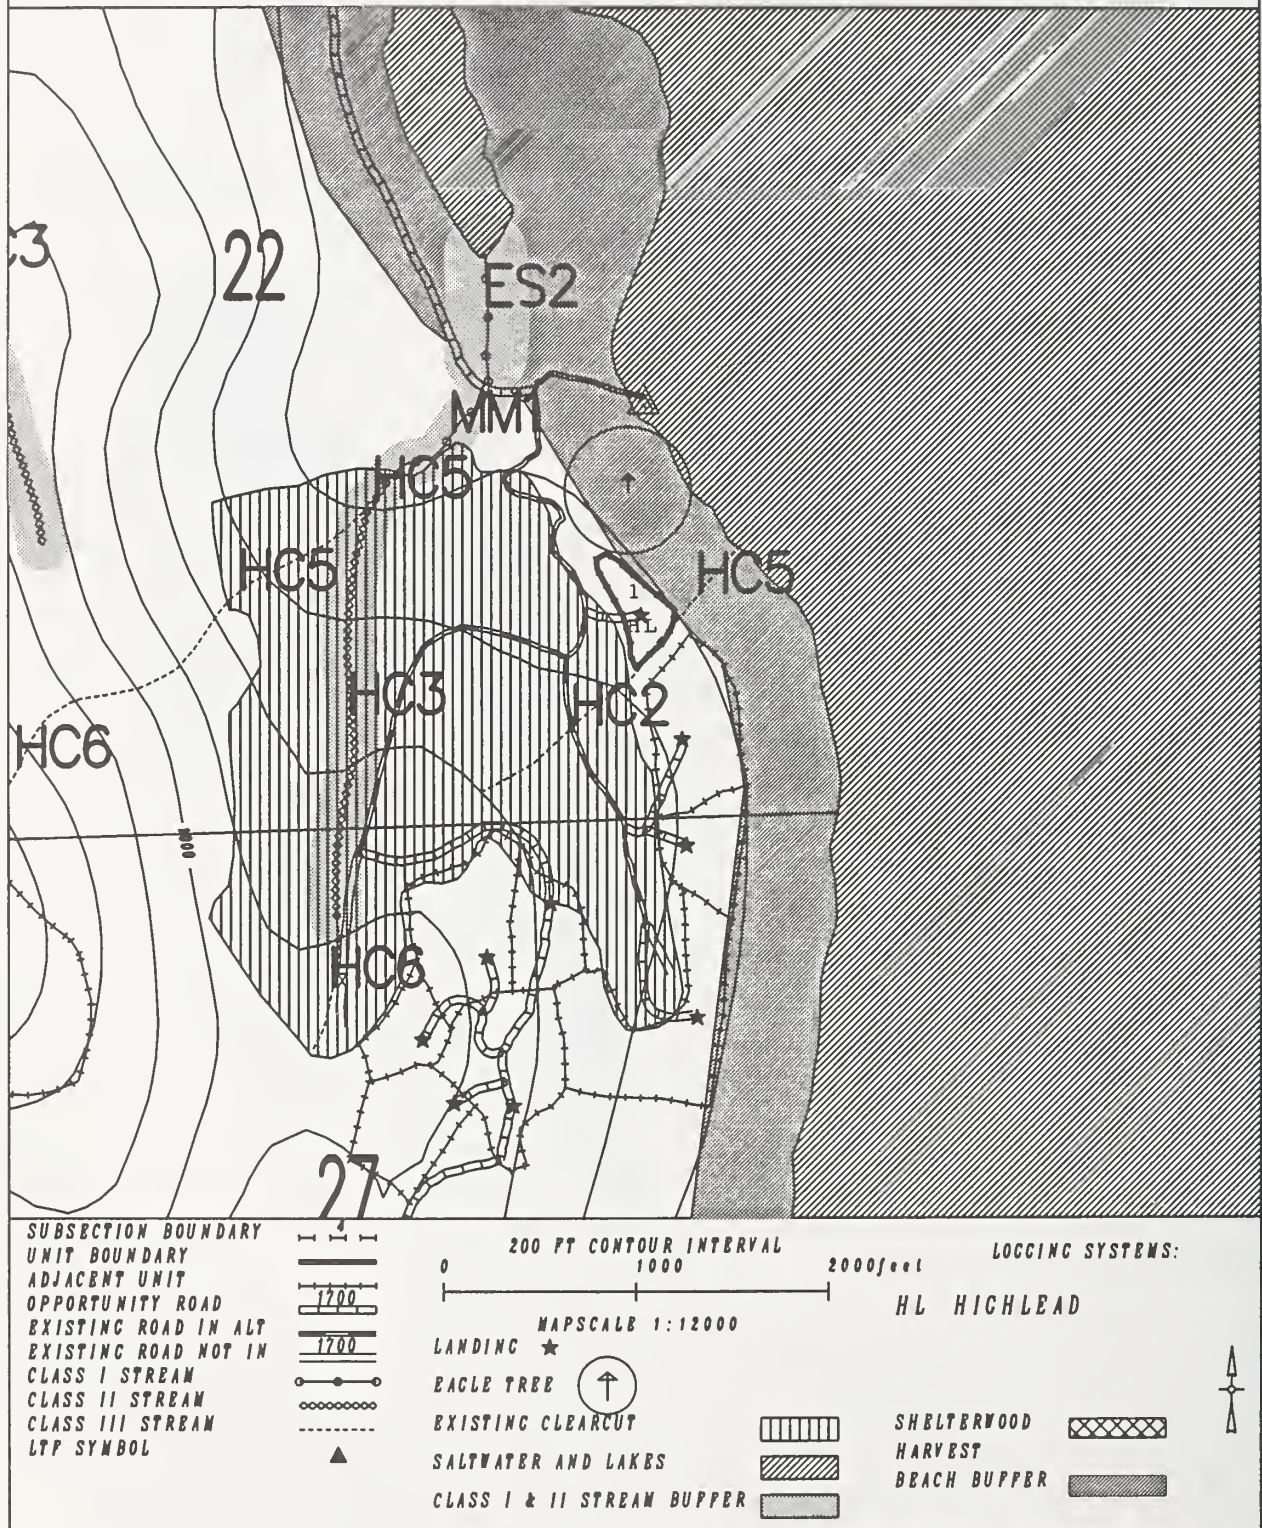 C3
22
ES2
MM1
HC5
HC5
HC5
1
HL
HC3
HC2
HC6
1000
HC6
27
SUBSECTION BOUNDARY
UNIT BOUNDARY
ADJACENT UNIT
OPPORTUNITY ROAD 1700
EXISTING ROAD IN ALT
EXISTING ROAD NOT IN 1700
CLASS I STREAM
CLASS II STREAM
CLASS III STREAM
LTF SYMBOL
200 FT CONTOUR INTERVAL
0 1000 2000feet
MAPSCALE 1:12000
LANDING
EAGLE TREE
EXISTING CLEARCUT
SALTWATER AND LAKES
CLASS I & II STREAM BUFFER
LOGGING SYSTEMS:
HL HIGHLEAD
SHELTERWOOD
HARVEST
BEACH BUFFER